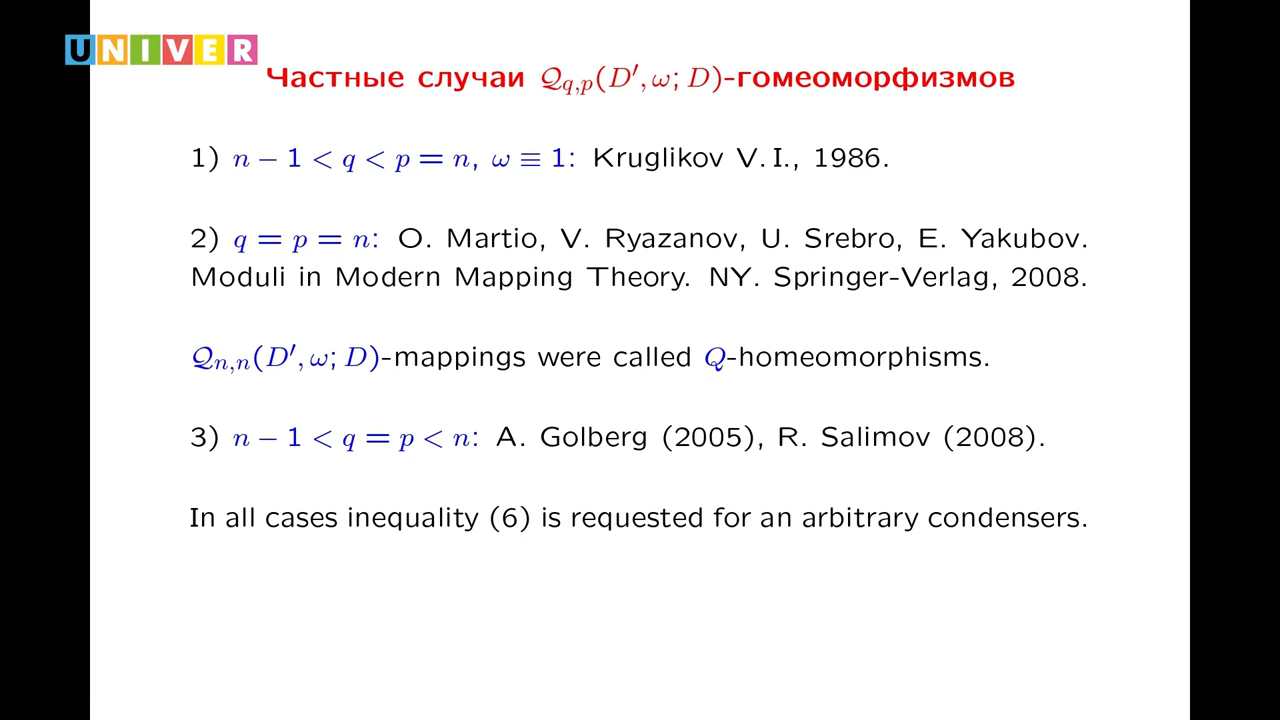 UNIVER
Частные случаи 𝒬q,p(D′, ω; D)-гомеоморфизмов
1) n − 1 < q < p = n, ω ≡ 1: Kruglikov V. I., 1986.
2) q = p = n: O. Martio, V. Ryazanov, U. Srebro, E. Yakubov.
Moduli in Modern Mapping Theory. NY. Springer-Verlag, 2008.
𝒬n,n(D′, ω; D)-mappings were called Q-homeomorphisms.
3) n − 1 < q = p < n: A. Golberg (2005), R. Salimov (2008).
In all cases inequality (6) is requested for an arbitrary condensers.